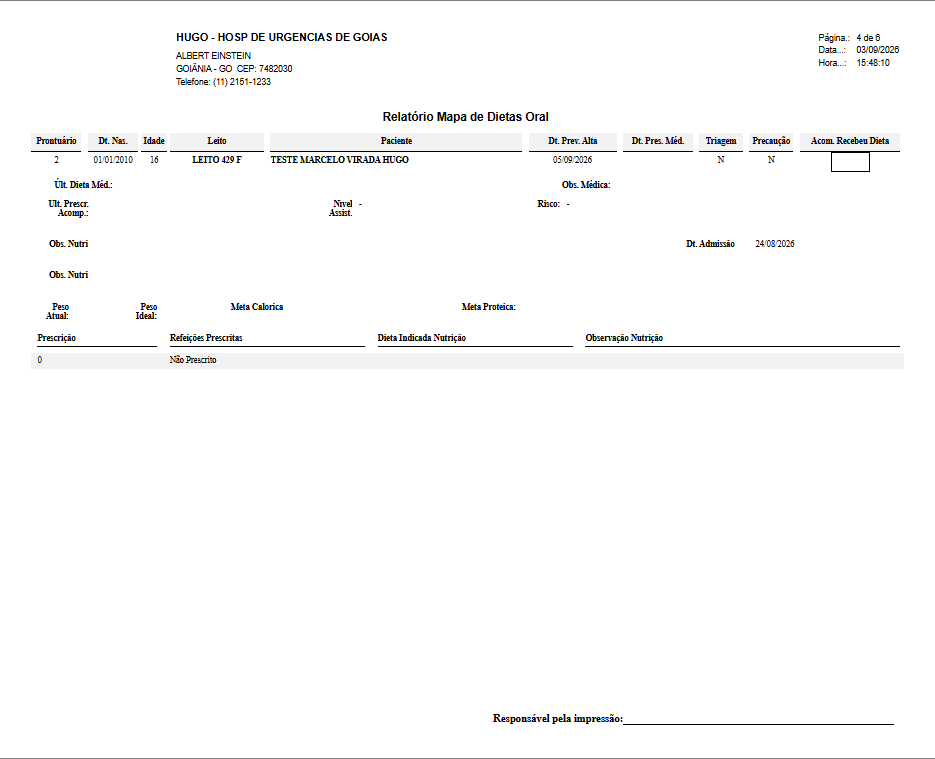 HUGO - HOSP DE URGENCIAS DE GOIAS
ALBERT EINSTEIN
GOIÂNIA - GO CEP: 7482030
Telefone: (11) 2151-1233
Página.: 4 de 6
Data...: 03/09/2026
Hora...: 15:48:10
Relatório Mapa de Dietas Oral
Prontuário Dt. Nas. Idade Leito Paciente Dt. Prev. Alta Dt. Pres. Méd. Triagem Precaução Acom. Recebeu Dieta
2 01/01/2010 16 LEITO 429 F TESTE MARCELO VIRADA HUGO 05/09/2026 N N
Últ. Dieta Méd.: Obs. Médica:
Ult. Prescr. Acomp.: Nivel Assist. - Risco: -
Obs. Nutri Dt. Admissão 24/08/2026
Obs. Nutri
Peso Atual: Peso Ideal: Meta Calorica Meta Proteica:
Prescrição Refeições Prescritas Dieta Indicada Nutrição Observação Nutrição
0 Não Prescrito
Responsável pela impressão: